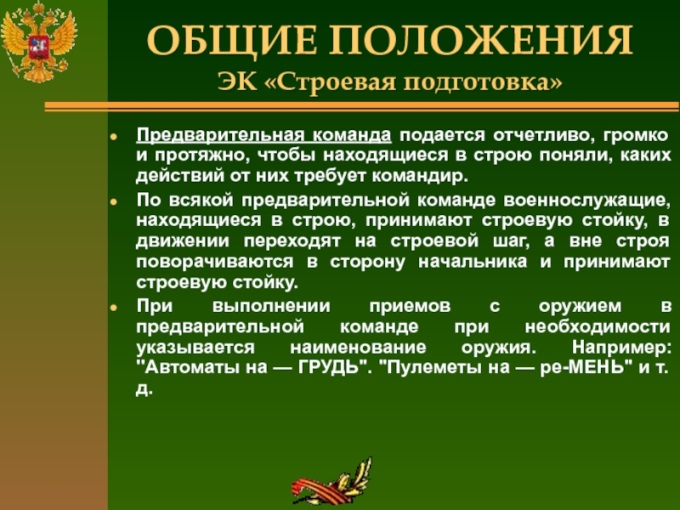 ОБЩИЕ ПОЛОЖЕНИЯ
ЭК «Строевая подготовка»
Предварительная команда подается отчетливо, громко
и протяжно, чтобы находящиеся в строю поняли, каких
действий от них требует командир.
По всякой предварительной команде военнослужащие,
находящиеся в строю, принимают строевую стойку, в
движении переходят на строевой шаг, а вне строя
поворачиваются в сторону начальника и принимают
строевую стойку.
При выполнении приемов с оружием в
предварительной команде при необходимости
указывается наименование оружия. Например:
"Автоматы на — ГРУДЬ". "Пулеметы на — ре-МЕНЬ" и т.
д.